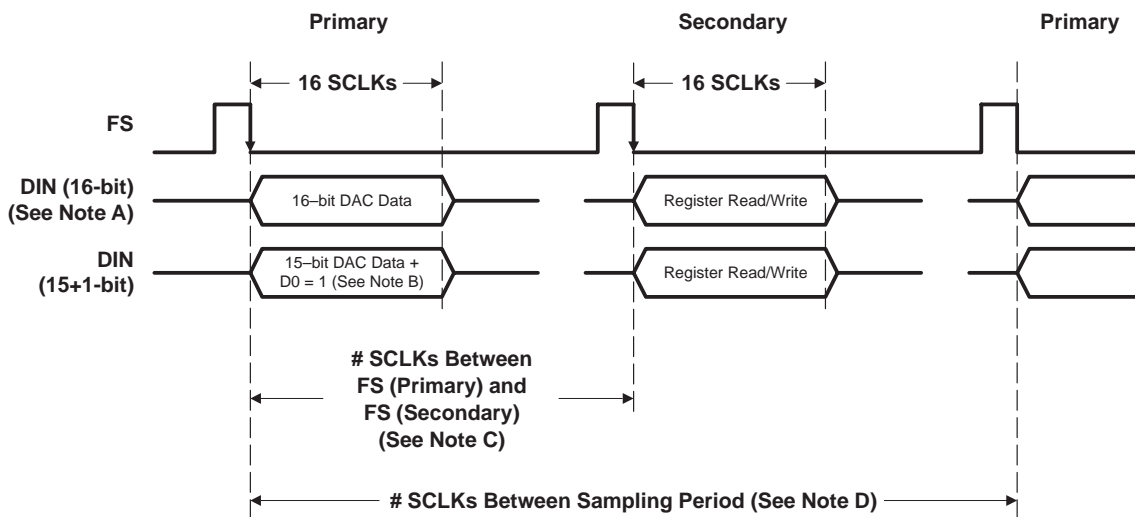 Primary
Secondary
Primary
16 SCLKs
16 SCLKs
FS
DIN (16-bit)
(See Note A)
16–bit DAC Data
Register Read/Write
DIN
(15+1-bit)
15–bit DAC Data +
D0 = 1 (See Note B)
Register Read/Write
# SCLKs Between
FS (Primary) and
FS (Secondary)
(See Note C)
# SCLKs Between Sampling Period (See Note D)